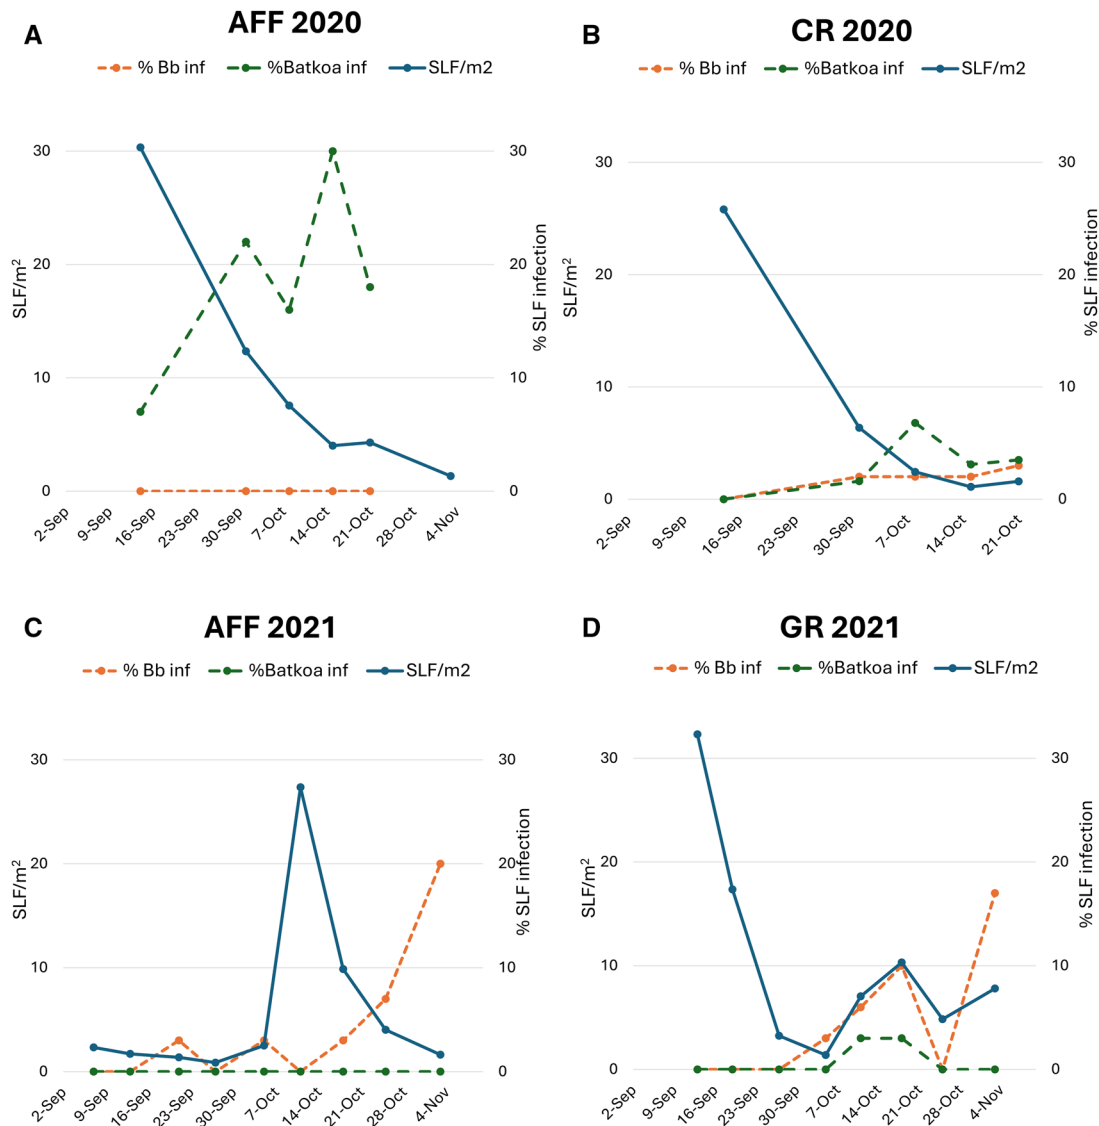 A
AFF 2020
% Bb inf
%Batkoa inf
SLF/m2
30
20
10
0
SLF/m²
30
20
10
0
% SLF infection
2-Sep
9-Sep
16-Sep
23-Sep
30-Sep
7-Oct
14-Oct
21-Oct
28-Oct
4-Nov
B
CR 2020
% Bb inf
%Batkoa inf
SLF/m2
30
20
10
0
SLF/m²
30
20
10
0
% SLF infection
2-Sep
9-Sep
16-Sep
23-Sep
30-Sep
7-Oct
14-Oct
21-Oct
C
AFF 2021
% Bb inf
%Batkoa inf
SLF/m2
30
20
10
0
SLF/m²
30
20
10
0
% SLF infection
2-Sep
9-Sep
16-Sep
23-Sep
30-Sep
7-Oct
14-Oct
21-Oct
28-Oct
4-Nov
D
GR 2021
% Bb inf
%Batkoa inf
SLF/m2
30
20
10
0
SLF/m²
30
20
10
0
% SLF infection
2-Sep
9-Sep
16-Sep
23-Sep
30-Sep
7-Oct
14-Oct
21-Oct
28-Oct
4-Nov